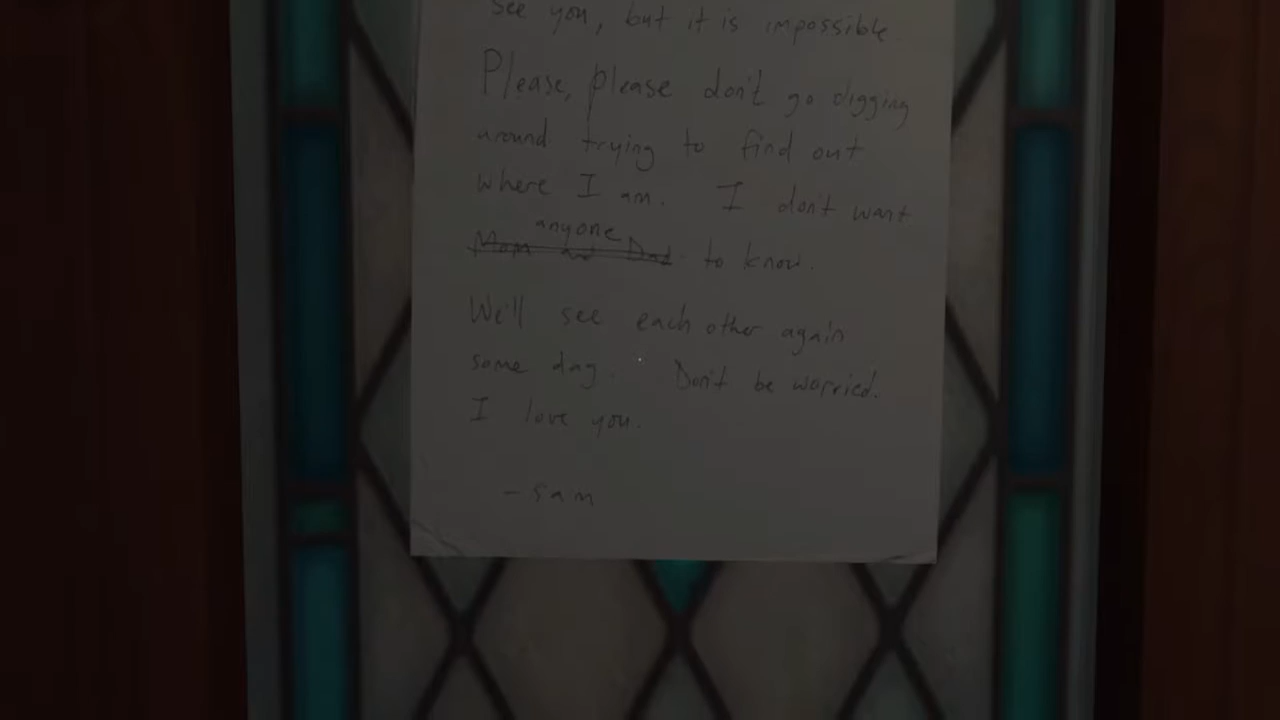 see you, but it is impossible.
Please, please don't go digging
around trying to find out
where I am. I don't want
anyone
Mom and Dad to know.
We'll see each other again
some day. Don't be worried.
I love you.
- Sam